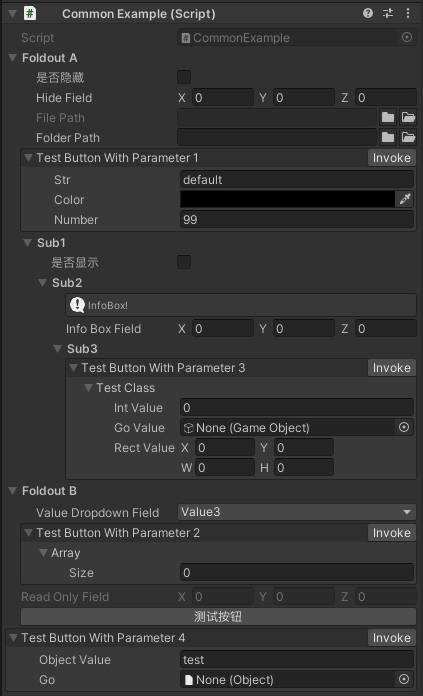 Common Example (Script)
Script CommonExample
Foldout A
是否隐藏
Hide Field X 0 Y 0 Z 0
File Path
Folder Path
Test Button With Parameter 1 Invoke
Str default
Color
Number 99
Sub1
是否显示
Sub2
InfoBox!
Info Box Field X 0 Y 0 Z 0
Sub3
Test Button With Parameter 3 Invoke
Test Class
Int Value 0
Go Value None (Game Object)
Rect Value X 0 Y 0
W 0 H 0
Foldout B
Value Dropdown Field Value3
Test Button With Parameter 2 Invoke
Array
Size 0
Read Only Field X 0 Y 0 Z 0
测试按钮
Test Button With Parameter 4 Invoke
Object Value test
Go None (Object)